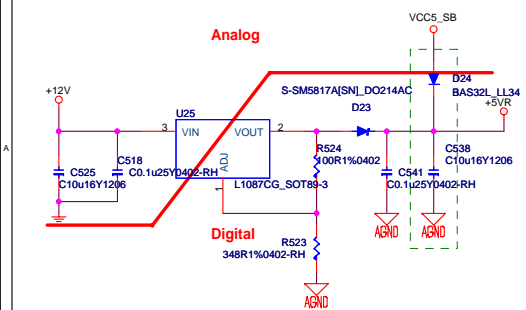 VCC5_SB
Analog
+12V
S-SM5817A[SN]_DO214AC
D24
BAS32L_LL34
D23
+5VR
U25
3
VIN
VOUT
2
ADJ
1
L1087CG_SOT89-3
A
C525
C10u16Y1206
C518
C0.1u25Y0402-RH
R524
100R1%0402
C541
C0.1u25Y0402-RH
C538
C10u16Y1206
Digital
R523
348R1%0402-RH
AGND
AGND
AGND